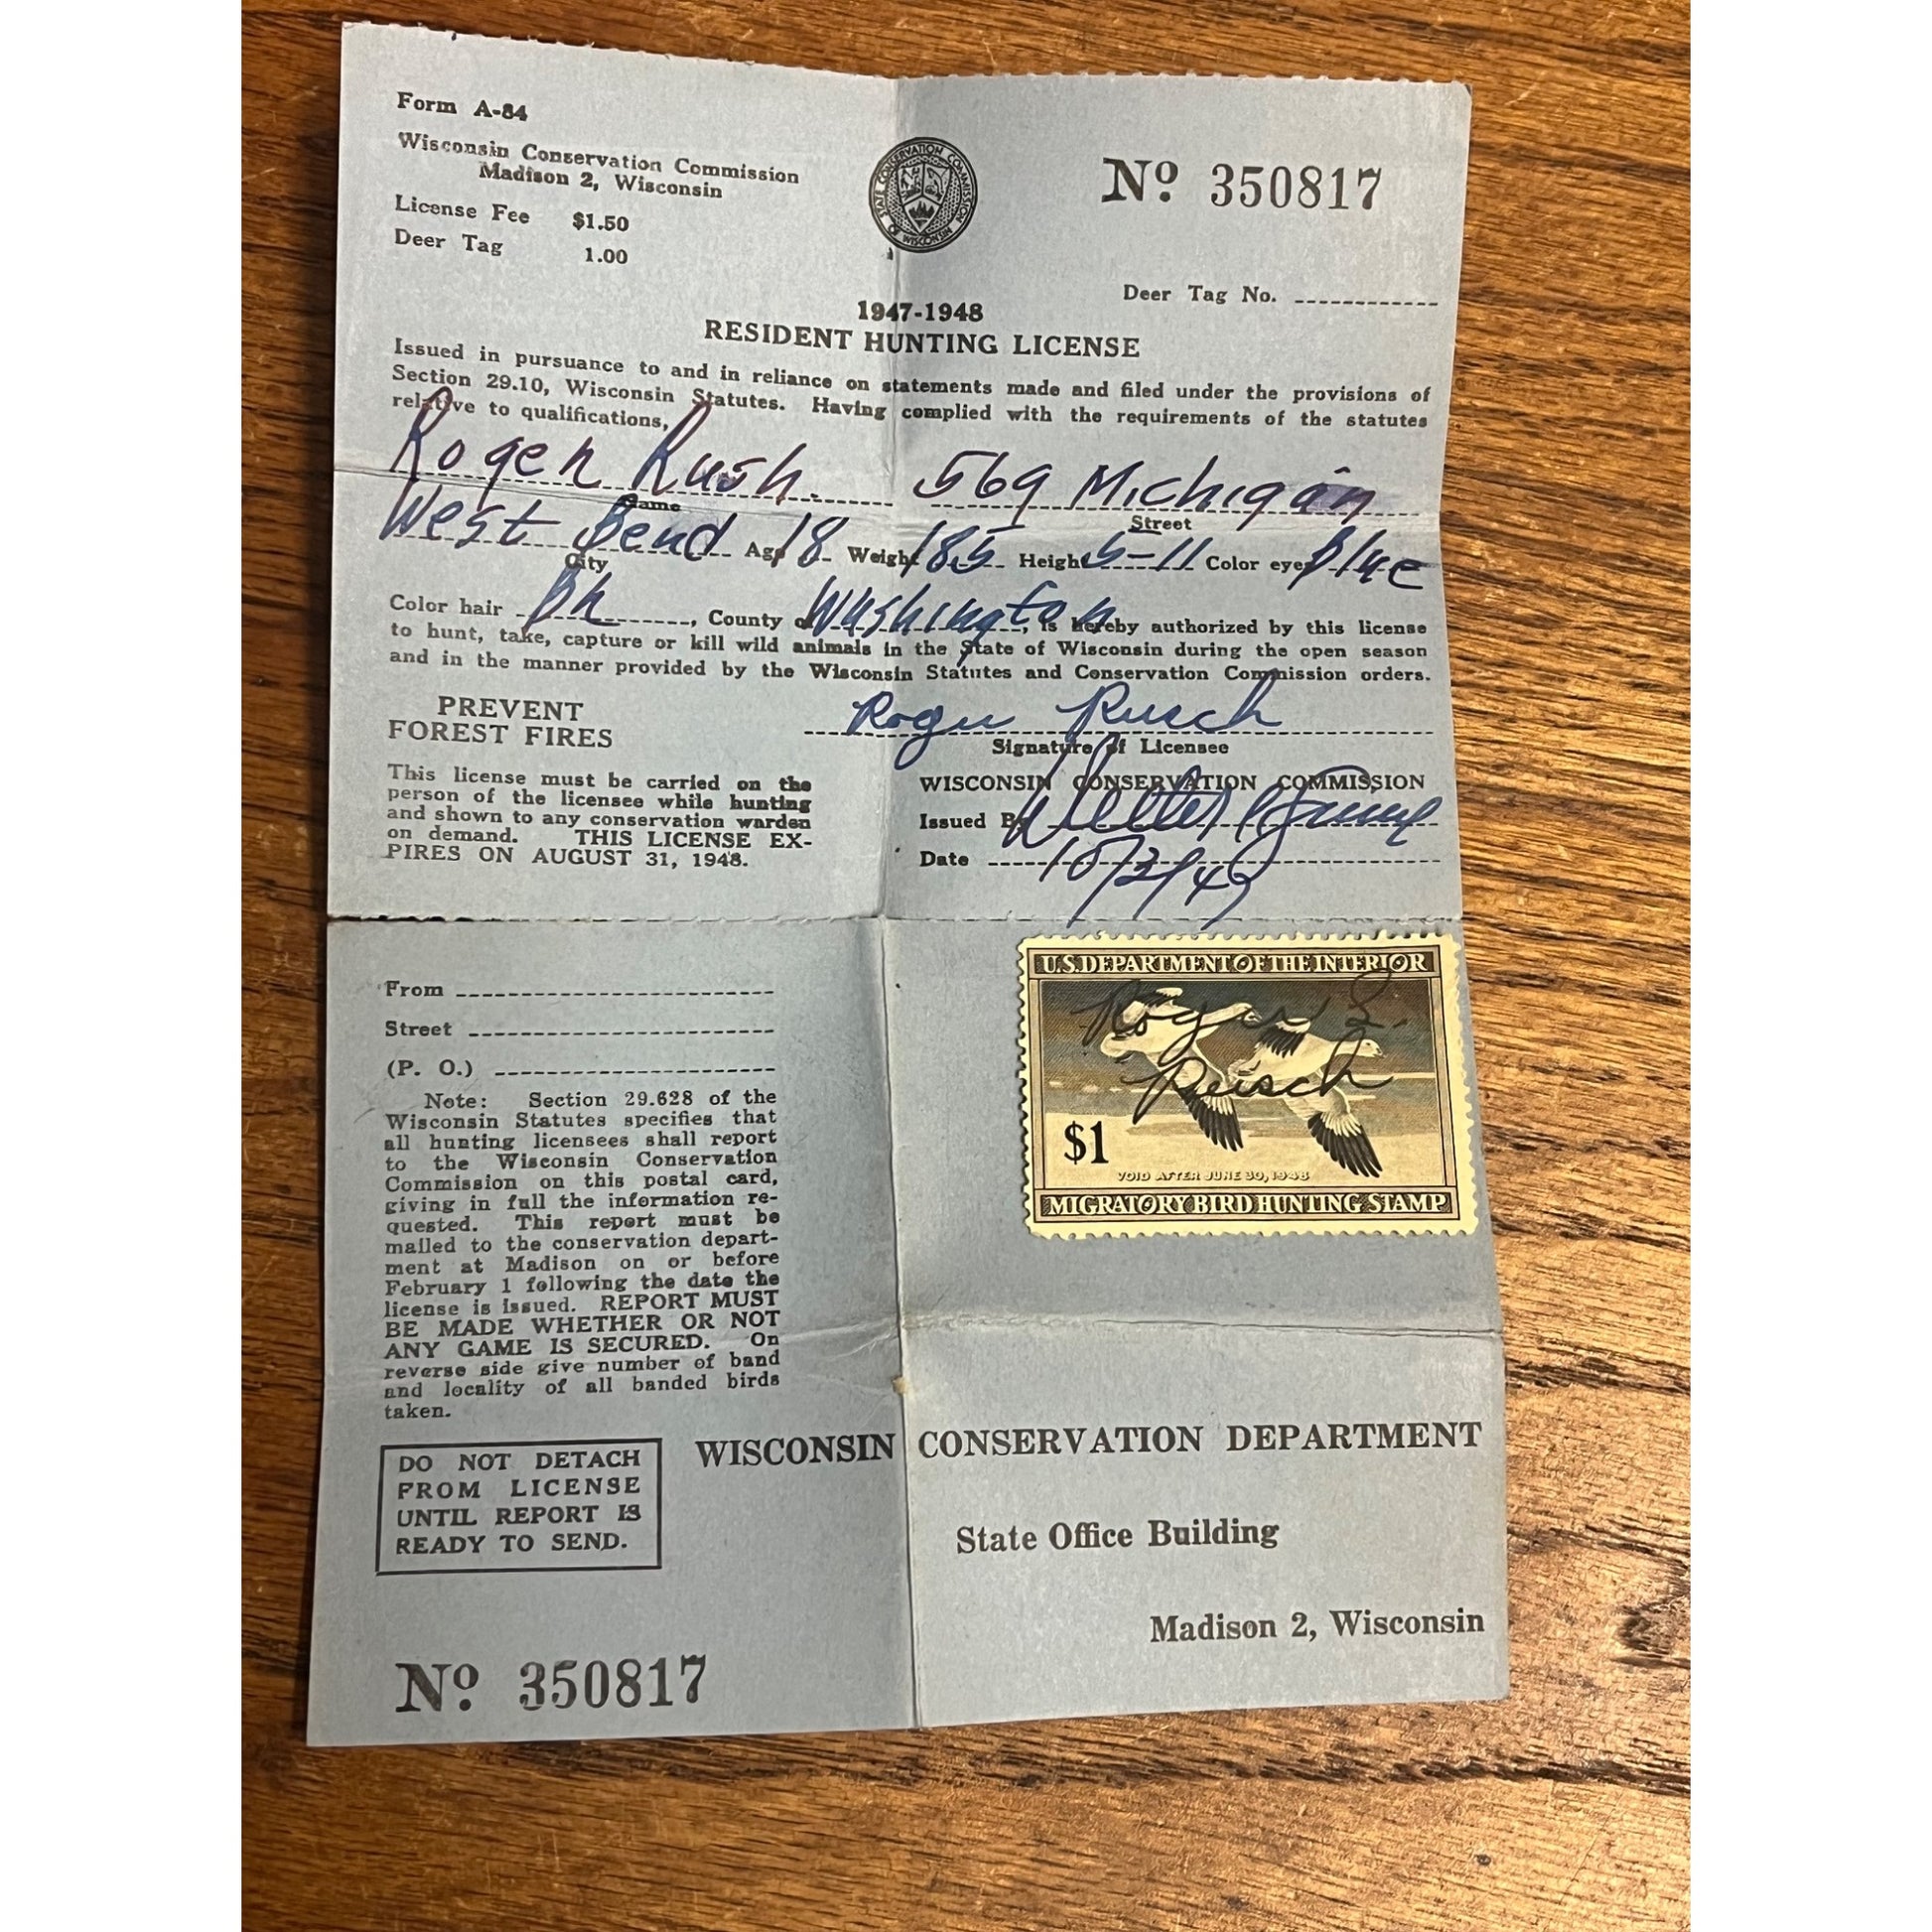 Form A-84
Wisconsin Conservation Commission
Madison 2, Wisconsin
License Fee $1.50
Deer Tag 1.00
STATE CONSERVATION COMMISSION OF WISCONSIN
Nº 350817
Deer Tag No.
1947-1948
RESIDENT HUNTING LICENSE
Issued in pursuance to and in reliance on statements made and filed under the provisions of
Section 29.10, Wisconsin Statutes. Having complied with the requirements of the statutes
relative to qualifications,
Roger Rush. 569 Michigan
Name Street
West Bend Age 18 Weight 185 Height 5-11 Color eyes Blue
City
Color hair Br, County of Washington, is hereby authorized by this license
to hunt, take, capture or kill wild animals in the State of Wisconsin during the open season
and in the manner provided by the Wisconsin Statutes and Conservation Commission orders.
PREVENT
FOREST FIRES
Roger Rusch
Signature of Licensee
This license must be carried on the
person of the licensee while hunting
and shown to any conservation warden
on demand. THIS LICENSE EX-
PIRES ON AUGUST 31, 1948.
WISCONSIN CONSERVATION COMMISSION
Issued By Walter
Date
From
Street
(P. O.)
Note: Section 29.628 of the
Wisconsin Statutes specifies that
all hunting licensees shall report
to the Wisconsin Conservation
Commission on this postal card,
giving in full the information re-
quested. This report must be
mailed to the conservation depart-
ment at Madison on or before
February 1 following the date the
license is issued. REPORT MUST
BE MADE WHETHER OR NOT
ANY GAME IS SECURED. On
reverse side give number of band
and locality of all banded birds
taken.
U.S. DEPARTMENT OF THE INTERIOR
Roger
Rusch
$1
VOID AFTER JUNE 30, 1948
MIGRATORY BIRD HUNTING STAMP
DO NOT DETACH
FROM LICENSE
UNTIL REPORT IS
READY TO SEND.
WISCONSIN CONSERVATION DEPARTMENT
State Office Building
Madison 2, Wisconsin
Nº 350817